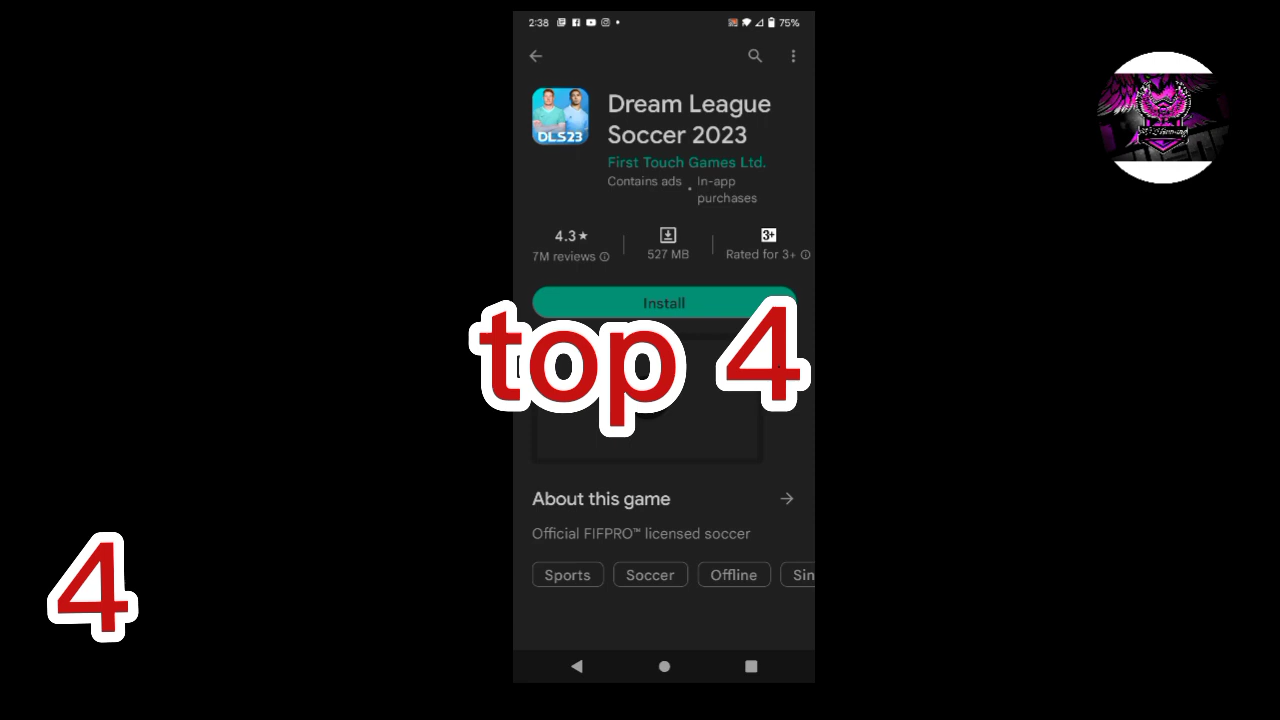 2:38
75%
DLS23
Dream League
Soccer 2023
First Touch Games Ltd.
Contains ads • In-app
purchases
4.3★
7M reviews
527 MB
3+
Rated for 3+
Install
top 4
About this game
Official FIFPRO™ licensed soccer
Sports
Soccer
Offline
Sin
4